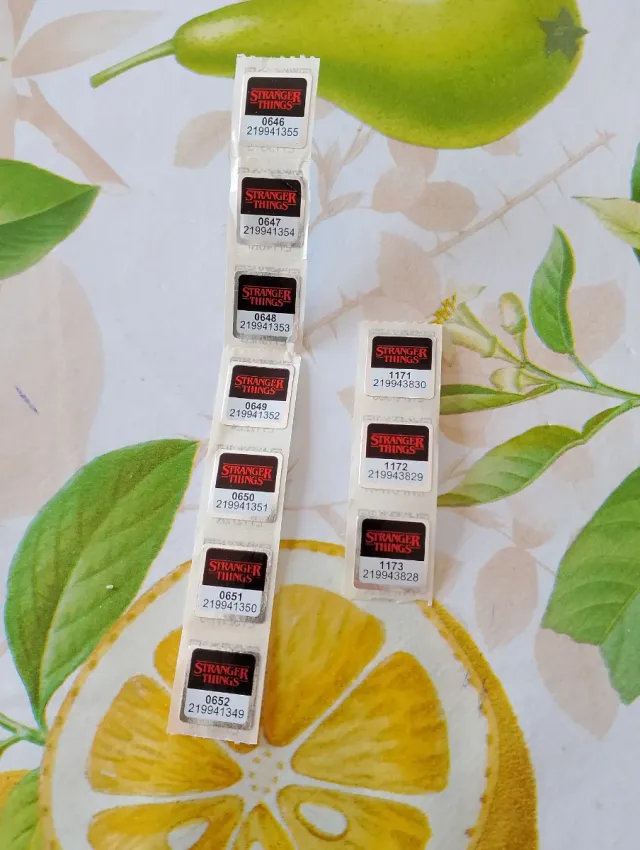 STRANGER
THINGS
0646
219941355
STRANGER
THINGS
0647
219941354
STRANGER
THINGS
0648
219941353
STRANGER
THINGS
0649
219941352
STRANGER
THINGS
0650
219941351
STRANGER
THINGS
0651
219941350
STRANGER
THINGS
0652
219941349
STRANGER
THINGS
1171
219943830
STRANGER
THINGS
1172
219943829
STRANGER
THINGS
1173
219943828